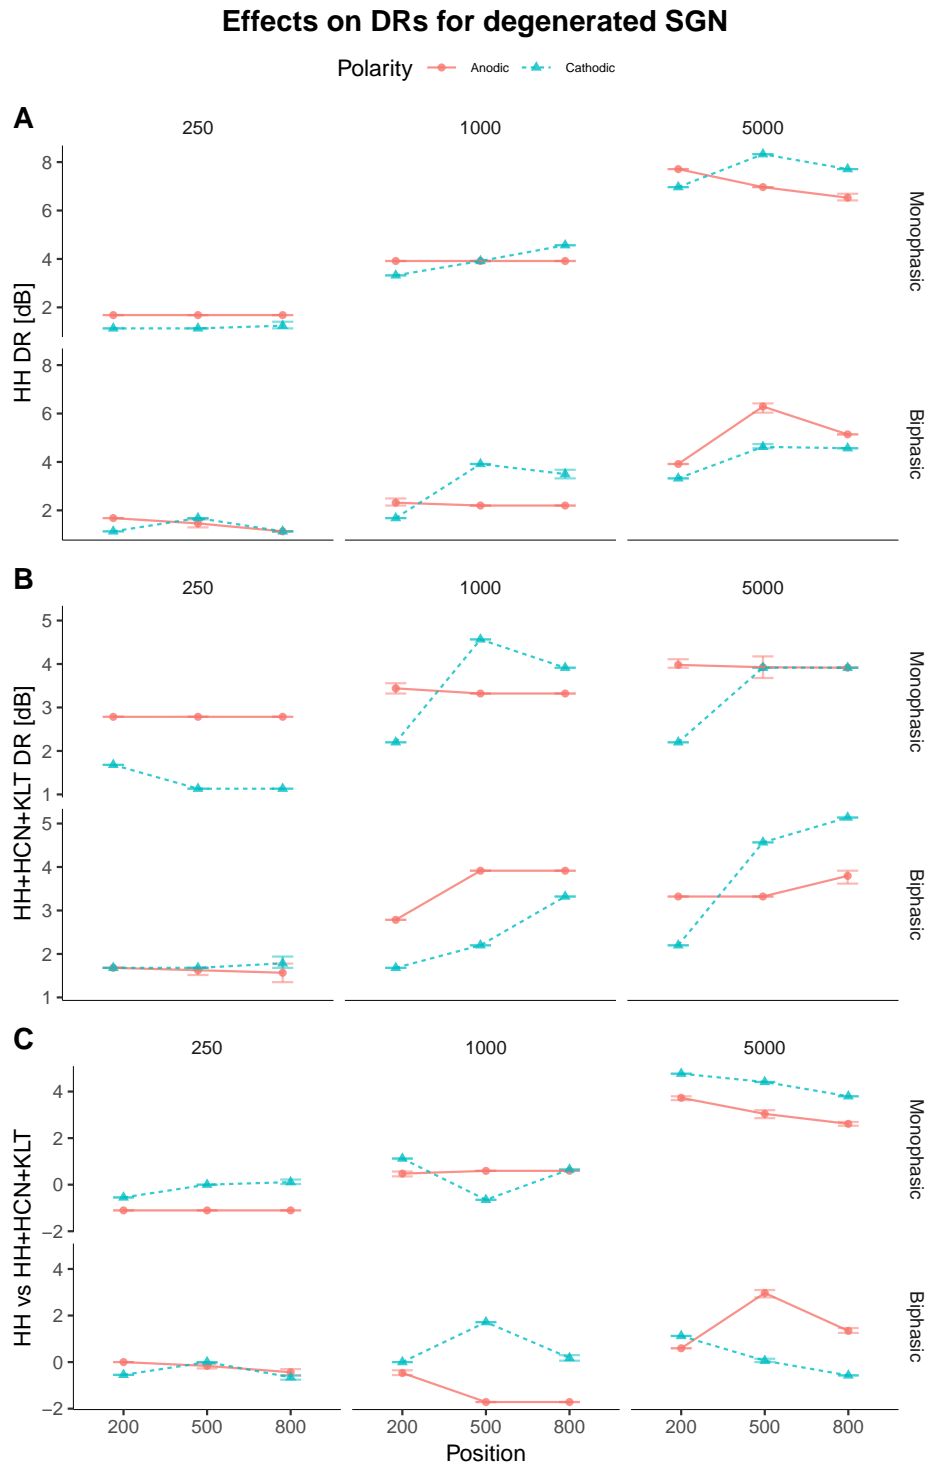 Effects on DRs for degenerated SGN
Polarity Anodic Cathodic
A
250 1000 5000
HH DR [dB]
8
6
4
2
Monophasic
8
6
4
2
Biphasic
B
250 1000 5000
HH+HCN+KLT DR [dB]
5
4
3
2
1
Monophasic
5
4
3
2
1
Biphasic
C
250 1000 5000
HH vs HH+HCN+KLT
4
2
0
−2
Monophasic
4
2
0
−2
Biphasic
200 500 800 200 500 800 200 500 800
Position